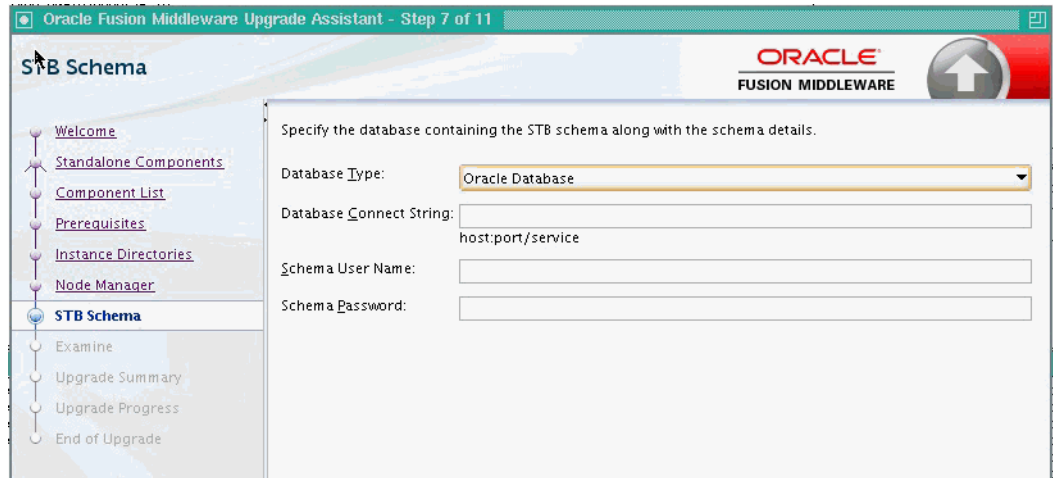 Oracle Fusion Middleware Upgrade Assistant - Step 7 of 11
STB Schema
ORACLE
FUSION MIDDLEWARE
Welcome
Standalone Components
Component List
Prerequisites
Instance Directories
Node Manager
STB Schema
Examine
Upgrade Summary
Upgrade Progress
End of Upgrade
Specify the database containing the STB schema along with the schema details.
Database Type:
Oracle Database
Database Connect String:
host:port/service
Schema User Name:
Schema Password: